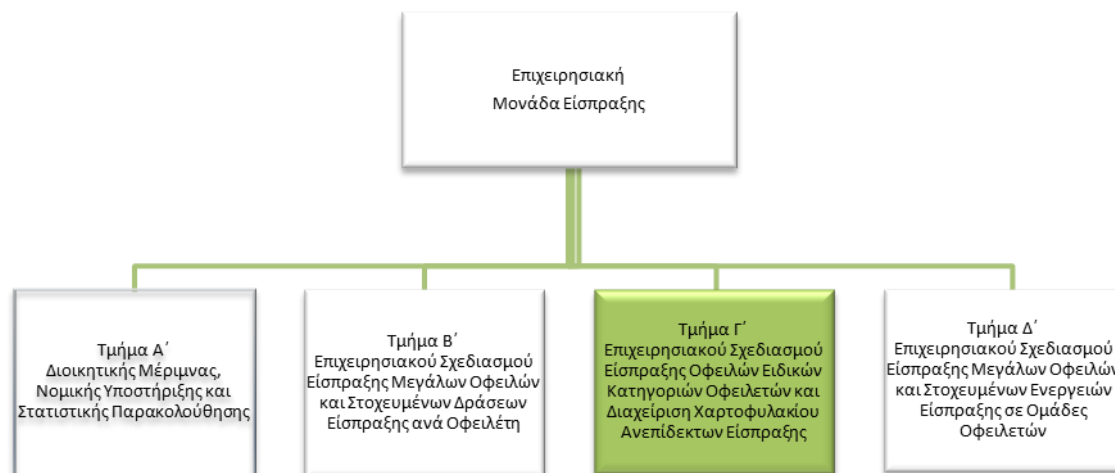 Επιχειρησιακή
Μονάδα Είσπραξης
Τμήμα Α΄
Διοικητικής Μέριμνας,
Νομικής Υποστήριξης και
Στατιστικής Παρακολούθησης
Τμήμα Β΄
Επιχειρησιακού Σχεδιασμού
Είσπραξης Μεγάλων Οφειλών
και Στοχευμένων Δράσεων
Είσπραξης ανά Οφειλέτη
Τμήμα Γ΄
Επιχειρησιακού Σχεδιασμού
Είσπραξης Οφειλών Ειδικών
Κατηγοριών Οφειλετών και
Διαχείριση Χαρτοφυλακίου
Ανεπίδεκτων Είσπραξης
Τμήμα Δ΄
Επιχειρησιακού Σχεδιασμού
Είσπραξης Μεγάλων Οφειλών
και Στοχευμένων Ενεργειών
Είσπραξης σε Ομάδες
Οφειλετών